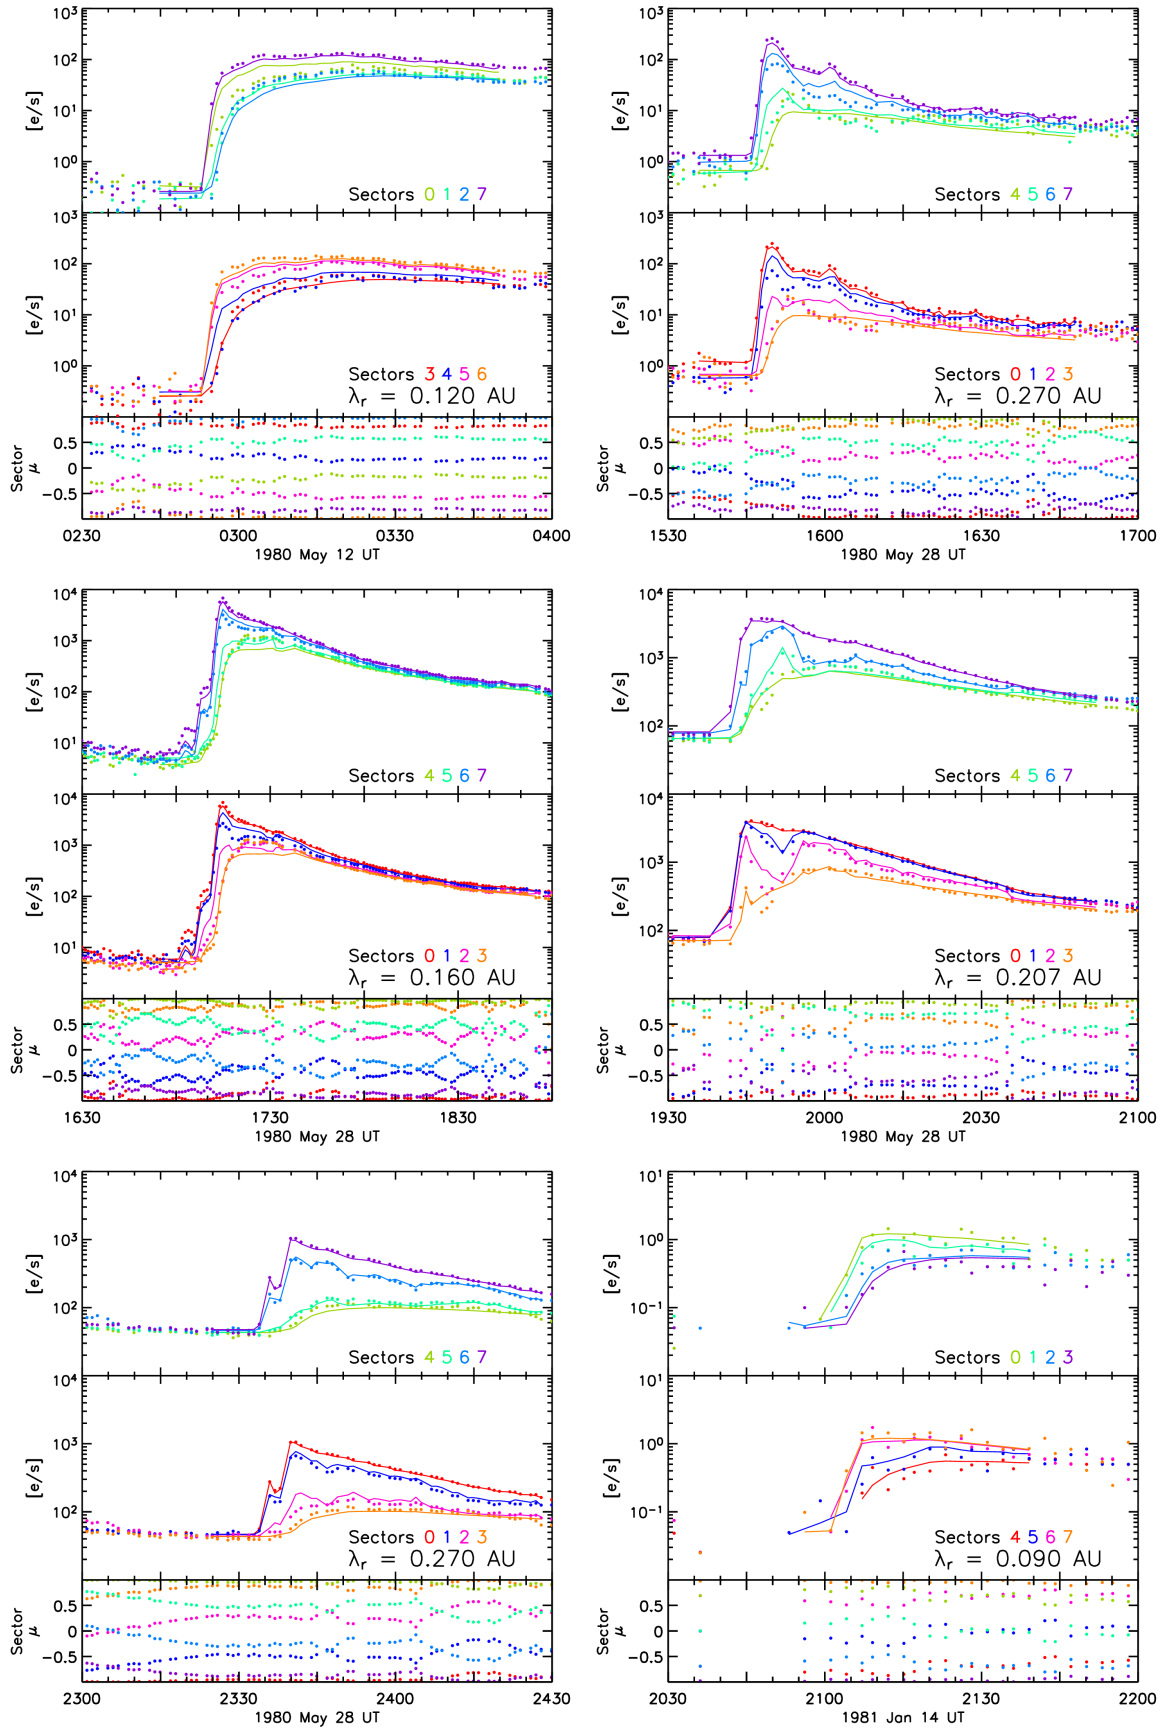 10³
10²
10¹
10⁰
[e/s]
Sectors 0 1 2 7
10³
10²
10¹
10⁰
[e/s]
Sectors 3 4 5 6
λᵣ = 0.120 AU
0.5
0
−0.5
Sector
μ
0230 0300 0330 0400
1980 May 12 UT
10³
10²
10¹
10⁰
[e/s]
Sectors 4 5 6 7
10³
10²
10¹
10⁰
[e/s]
Sectors 0 1 2 3
λᵣ = 0.270 AU
0.5
0
−0.5
Sector
μ
1530 1600 1630 1700
1980 May 28 UT
10⁴
10³
10²
10¹
[e/s]
Sectors 4 5 6 7
10⁴
10³
10²
10¹
[e/s]
Sectors 0 1 2 3
λᵣ = 0.160 AU
0.5
0
−0.5
Sector
μ
1630 1730 1830
1980 May 28 UT
10⁴
10³
10²
[e/s]
Sectors 4 5 6 7
10⁴
10³
10²
[e/s]
Sectors 0 1 2 3
λᵣ = 0.207 AU
0.5
0
−0.5
Sector
μ
1930 2000 2030 2100
1980 May 28 UT
10⁴
10³
10²
[e/s]
Sectors 4 5 6 7
10⁴
10³
10²
[e/s]
Sectors 0 1 2 3
λᵣ = 0.270 AU
0.5
0
−0.5
Sector
μ
2300 2330 2400 2430
1980 May 28 UT
10¹
10⁰
10⁻¹
[e/s]
Sectors 0 1 2 3
10¹
10⁰
10⁻¹
[e/s]
Sectors 4 5 6 7
λᵣ = 0.090 AU
0.5
0
−0.5
Sector
μ
2030 2100 2130 2200
1981 Jan 14 UT